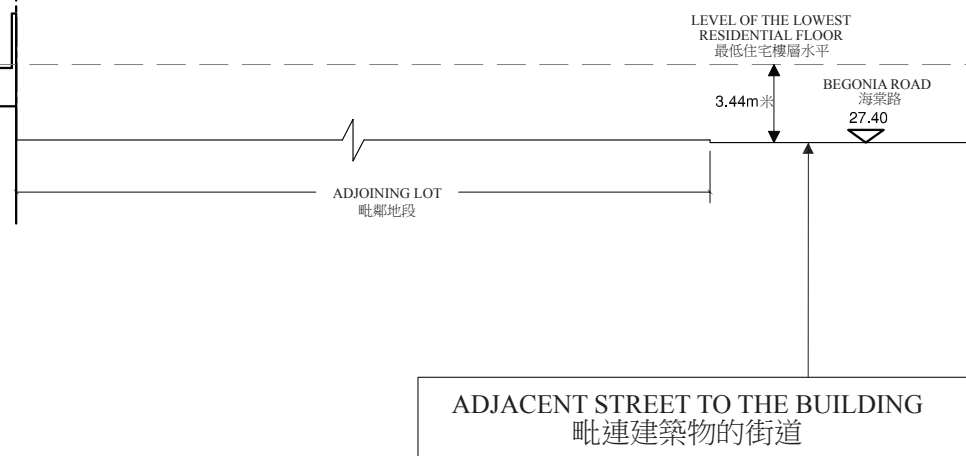 LEVEL OF THE LOWEST
RESIDENTIAL FLOOR
最低住宅樓層水平
3.44m米
BEGONIA ROAD
海棠路
27.40
ADJOINING LOT
毗鄰地段
ADJACENT STREET TO THE BUILDING
毗連建築物的街道